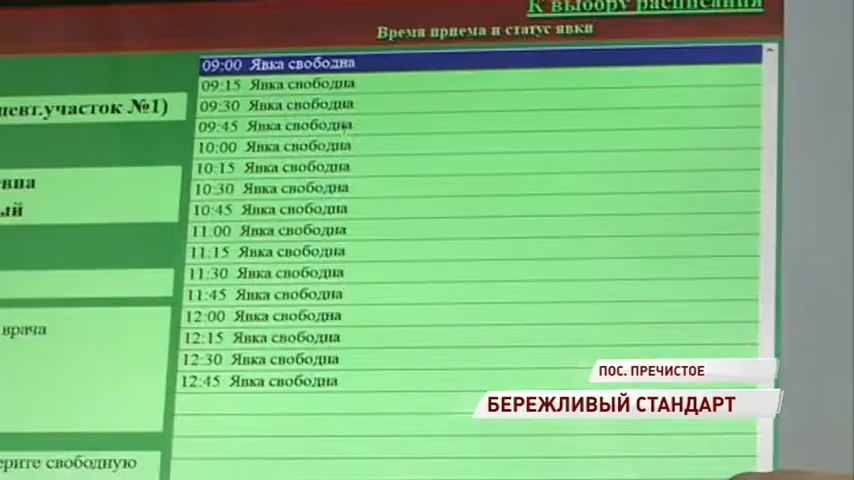 К выбору расписания
Время приема и статус явки
09:00 Явка свободна
09:15 Явка свободна
09:30 Явка свободна
09:45 Явка свободна
10:00 Явка свободна
10:15 Явка свободна
10:30 Явка свободна
10:45 Явка свободна
11:00 Явка свободна
11:15 Явка свободна
11:30 Явка свободна
11:45 Явка свободна
12:00 Явка свободна
12:15 Явка свободна
12:30 Явка свободна
12:45 Явка свободна
певт.участок №1)
вна
ый
врача
ерите свободную
ПОС. ПРЕЧИСТОЕ
БЕРЕЖЛИВЫЙ СТАНДАРТ